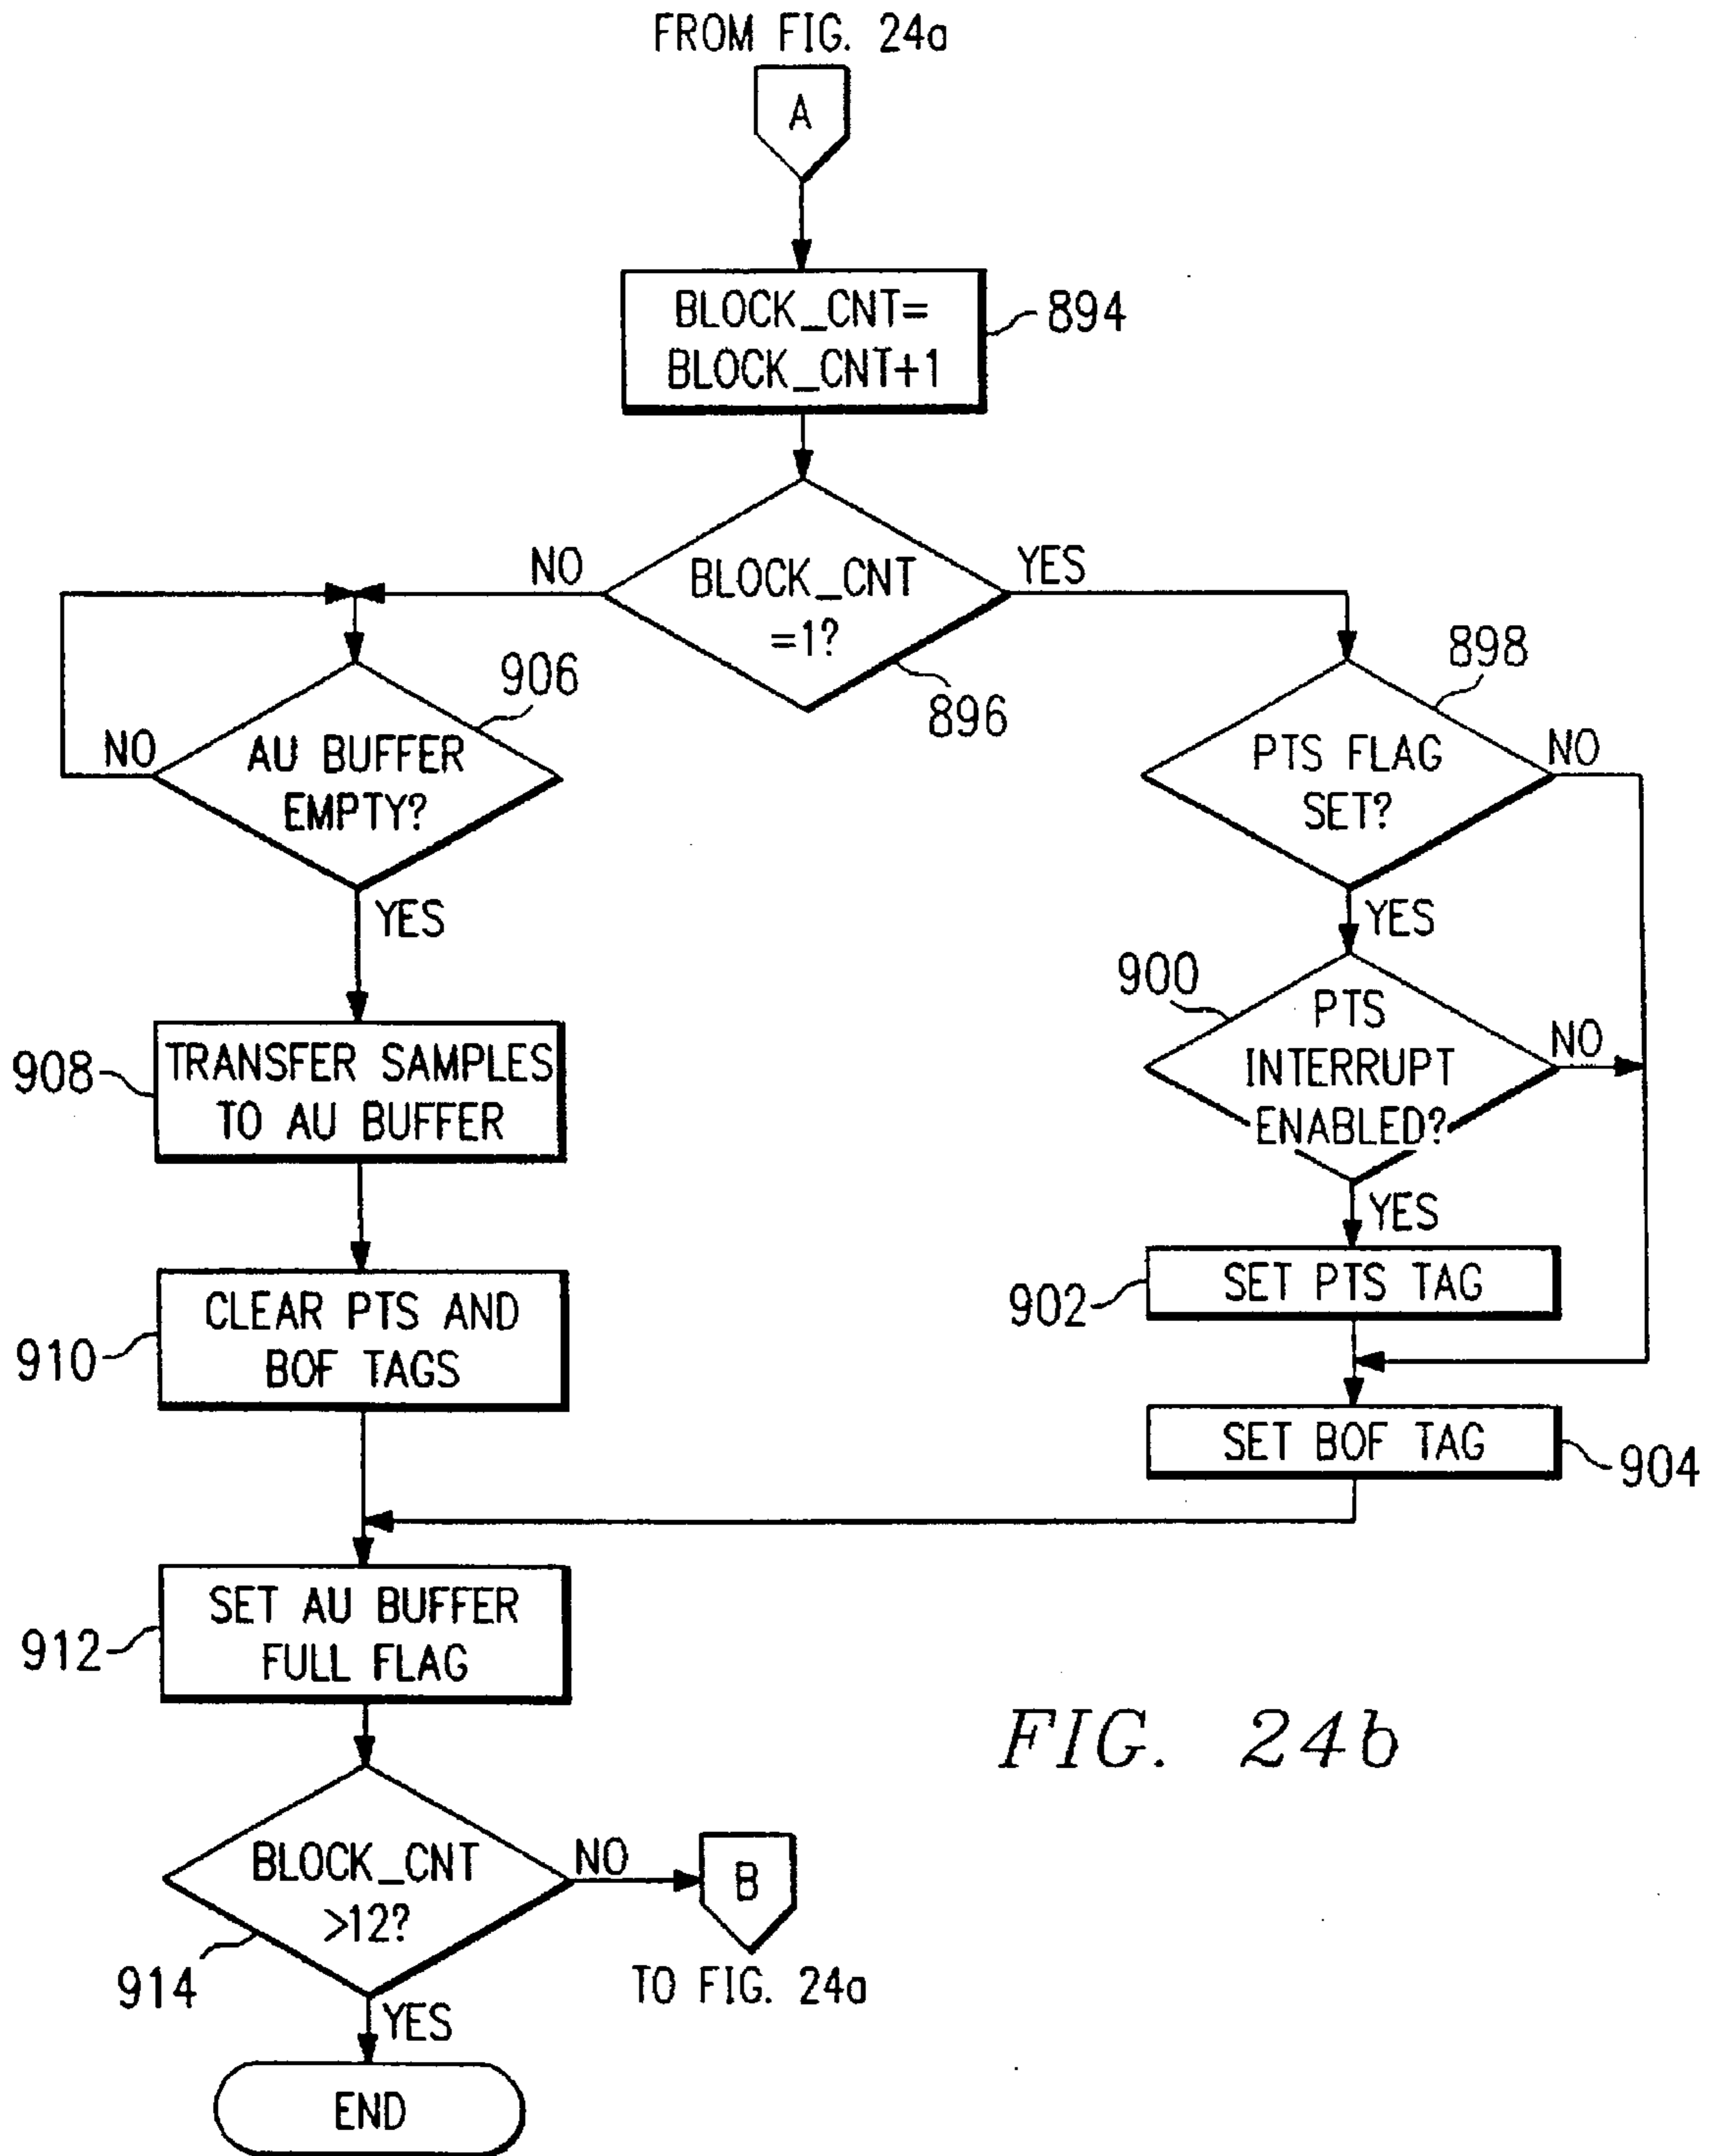 FROM FIG. 24a
A
BLOCK_CNT=
BLOCK_CNT+1
894
BLOCK_CNT
=1?
896
NO
YES
AU BUFFER
EMPTY?
906
NO
YES
PTS FLAG
SET?
898
NO
YES
PTS
INTERRUPT
ENABLED?
900
NO
YES
TRANSFER SAMPLES
TO AU BUFFER
908
SET PTS TAG
902
CLEAR PTS AND
BOF TAGS
910
SET BOF TAG
904
SET AU BUFFER
FULL FLAG
912
FIG. 24b
BLOCK_CNT
>12?
914
NO
B
TO FIG. 24a
YES
END